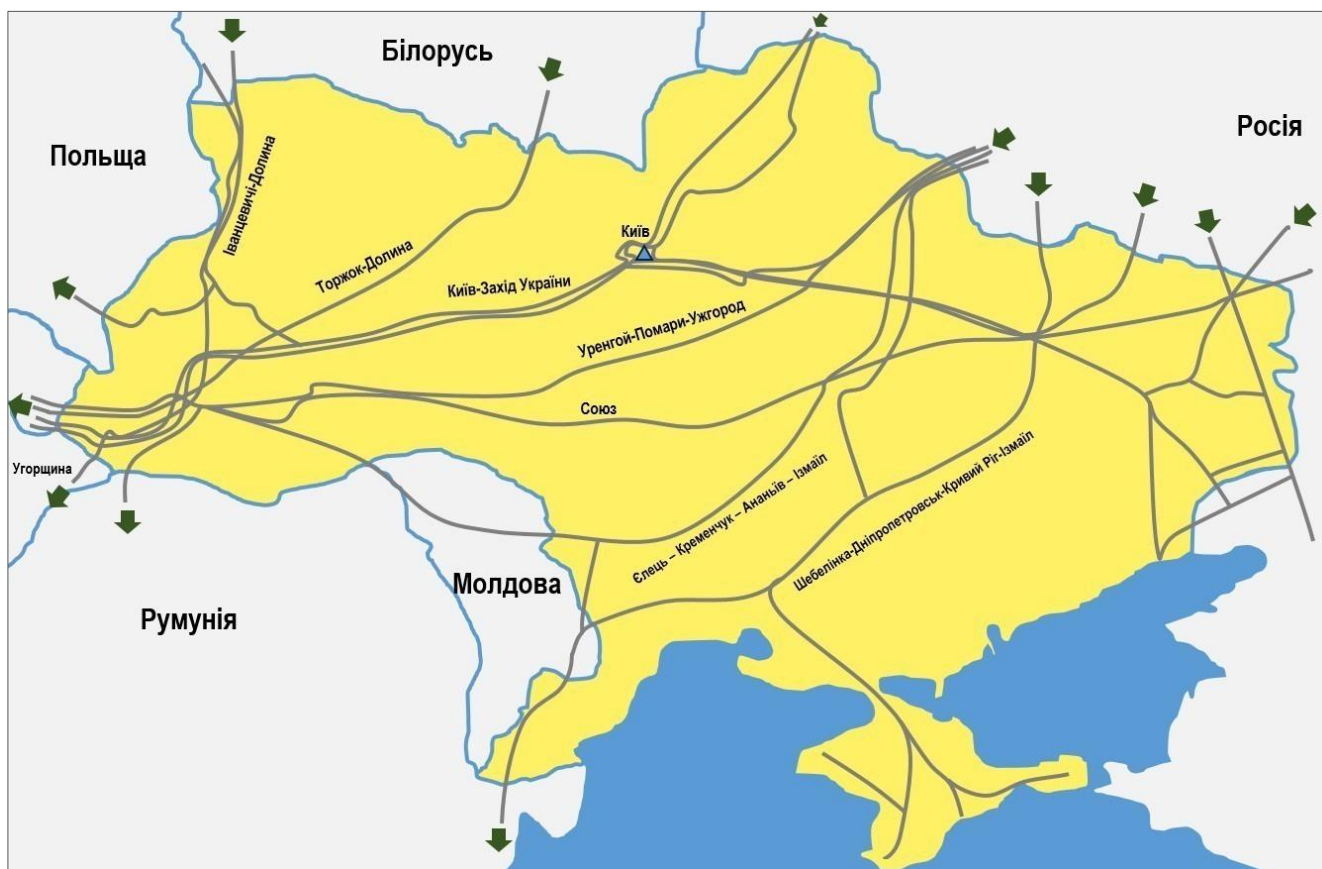 Білорусь
Росія
Польща
Іванцевичі-Долина
Київ
Торжок-Долина
Київ-Захід України
Уренгой-Помари-Ужгород
Союз
Угорщина
Єлець – Кременчук – Ананьїв – Ізмаїл
Шебелінка-Дніпропетровськ-Кривий Ріг-Ізмаїл
Молдова
Румунія